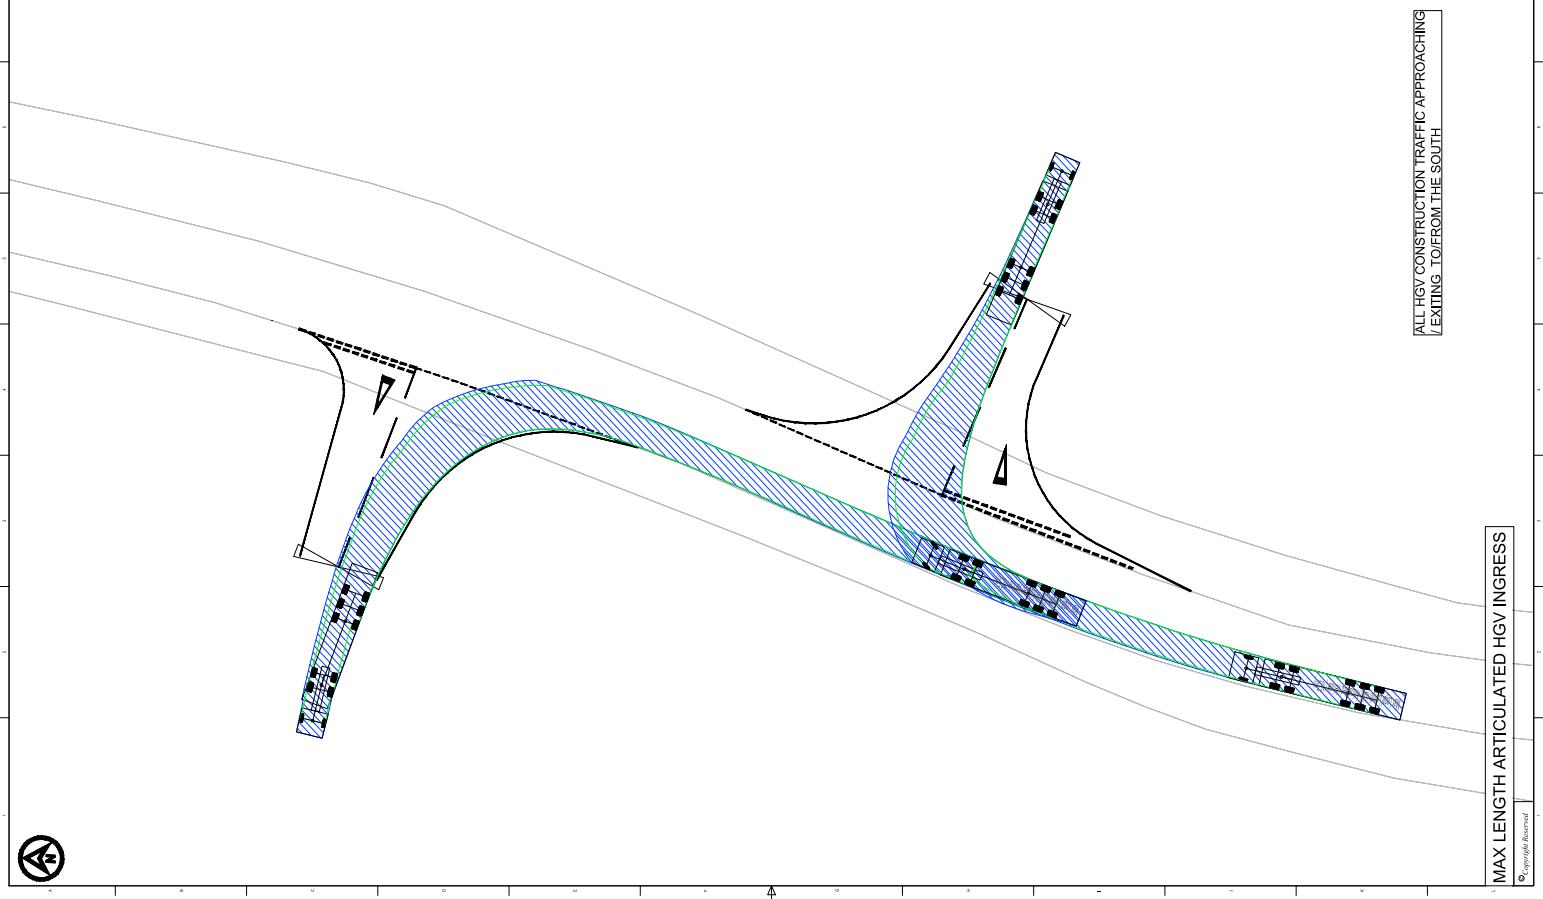 ALL HGV CONSTRUCTION TRAFFIC APPROACHING
/ EXITING TO/FROM THE SOUTH
MAX LENGTH ARTICULATED HGV INGRESS
© Copyright Reserved
N